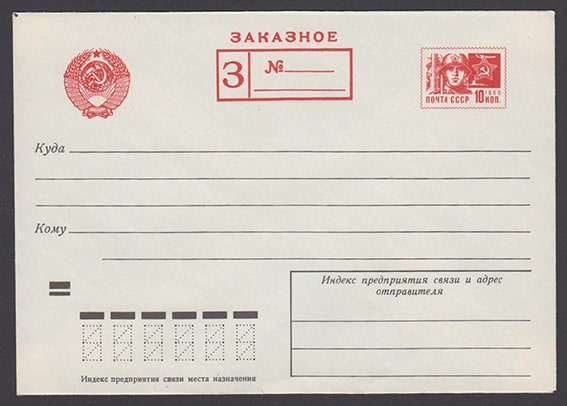 ЗАКАЗНОЕ
З №
ПОЧТА СССР 1966 10 КОП.
Куда
Кому
Индекс предприятия связи и адрес
отправителя
Индекс предприятия связи места назначения